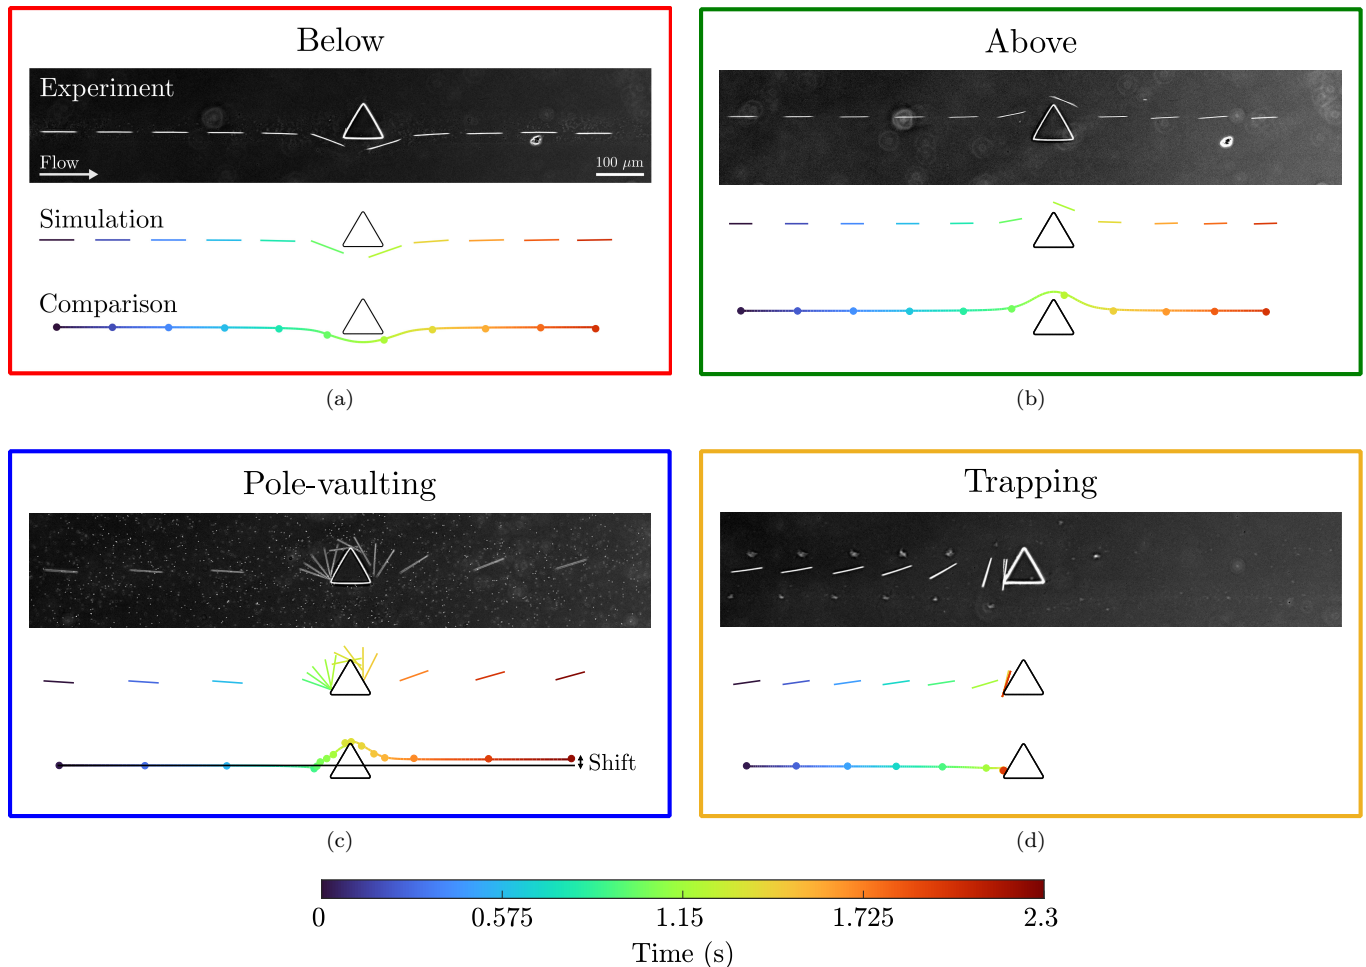 Below
Experiment
Flow
100 μm
Simulation
Comparison
(a)
Above
(b)
Pole-vaulting
Shift
(c)
Trapping
(d)
0 0.575 1.15 1.725 2.3
Time (s)